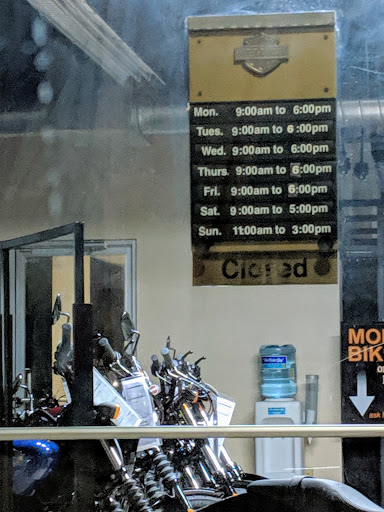 Mon. 9:00am to 6:00pm
Tues. 9:00am to 6:00pm
Wed. 9:00am to 6:00pm
Thurs. 9:00am to 6:00pm
Fri. 9:00am to 6:00pm
Sat. 9:00am to 5:00pm
Sun. 11:00am to 3:00pm
Closed
MO
BIK
ask